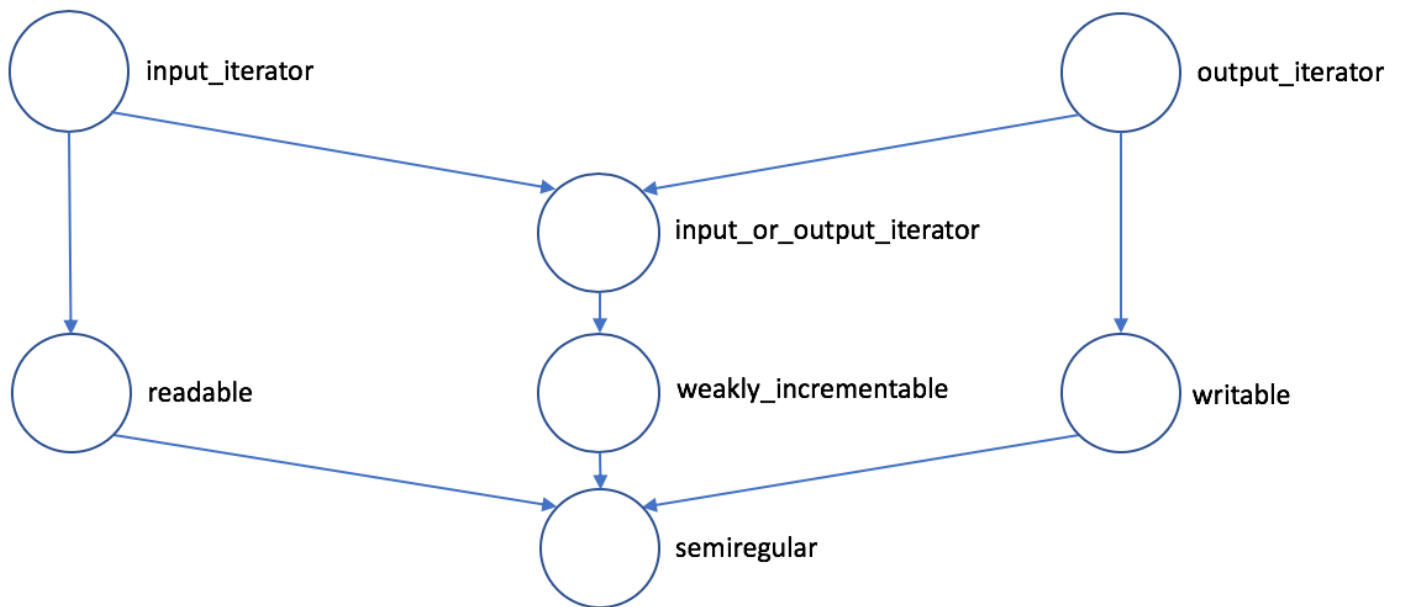 input_iterator
output_iterator
input_or_output_iterator
readable
weakly_incrementable
writable
semiregular